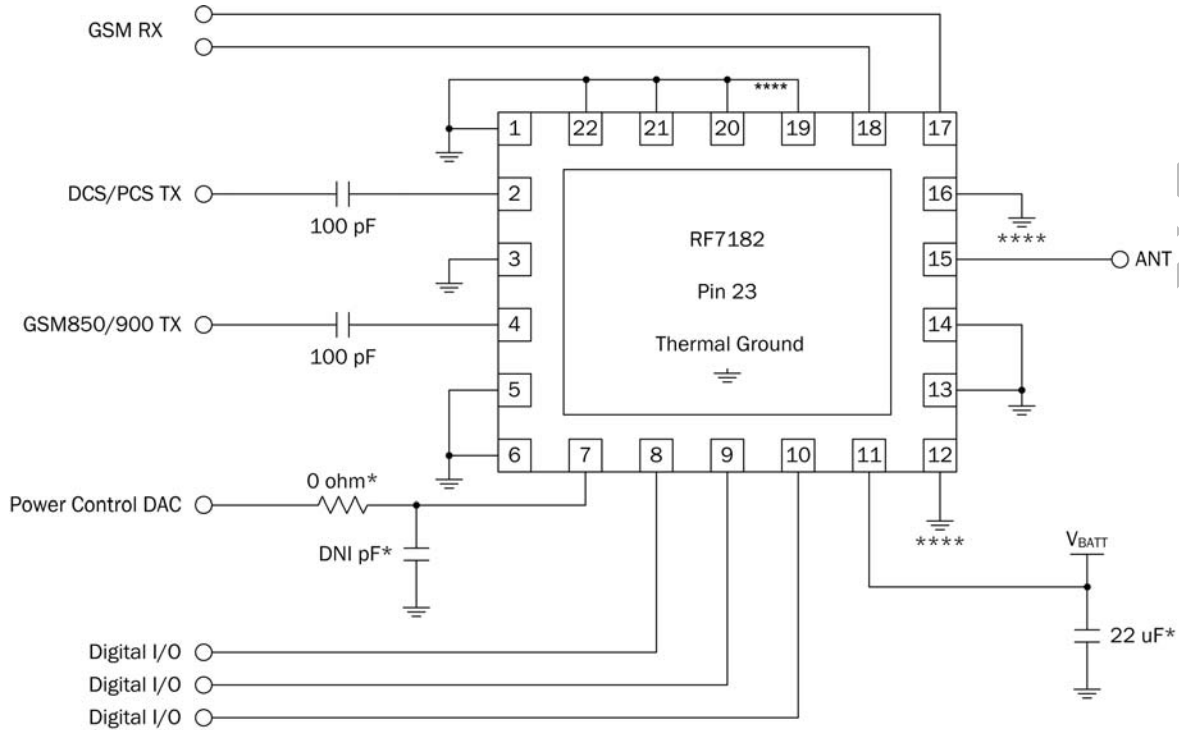 GSM RX
****
1
22
21
20
19
18
17
DCS/PCS TX
100 pF
2
16
****
RF7182
3
15
ANT
Pin 23
GSM850/900 TX
100 pF
4
14
Thermal Ground
5
13
6
7
8
9
10
11
12
Power Control DAC
0 ohm*
DNI pF*
****
VBATT
22 uF*
Digital I/O
Digital I/O
Digital I/O